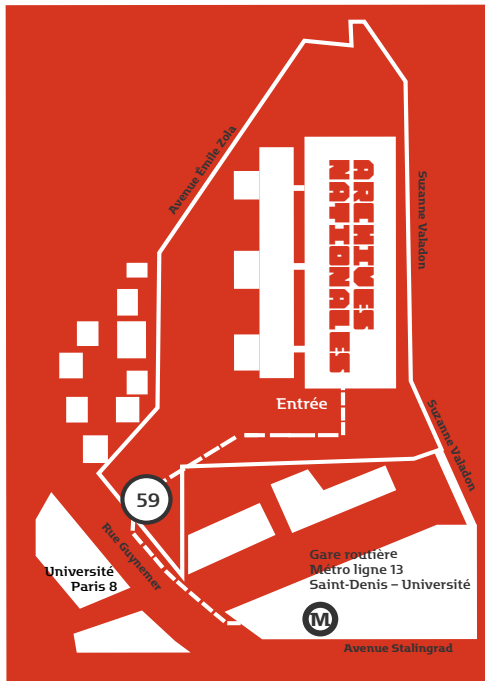 Avenue Émile Zola
ARCHIVES
NATIONALES
Suzanne Valadon
Entrée
Suzanne Valadon
59
Rue Guynemer
Université
Paris 8
Gare routière
Métro ligne 13
Saint-Denis – Université
M
Avenue Stalingrad